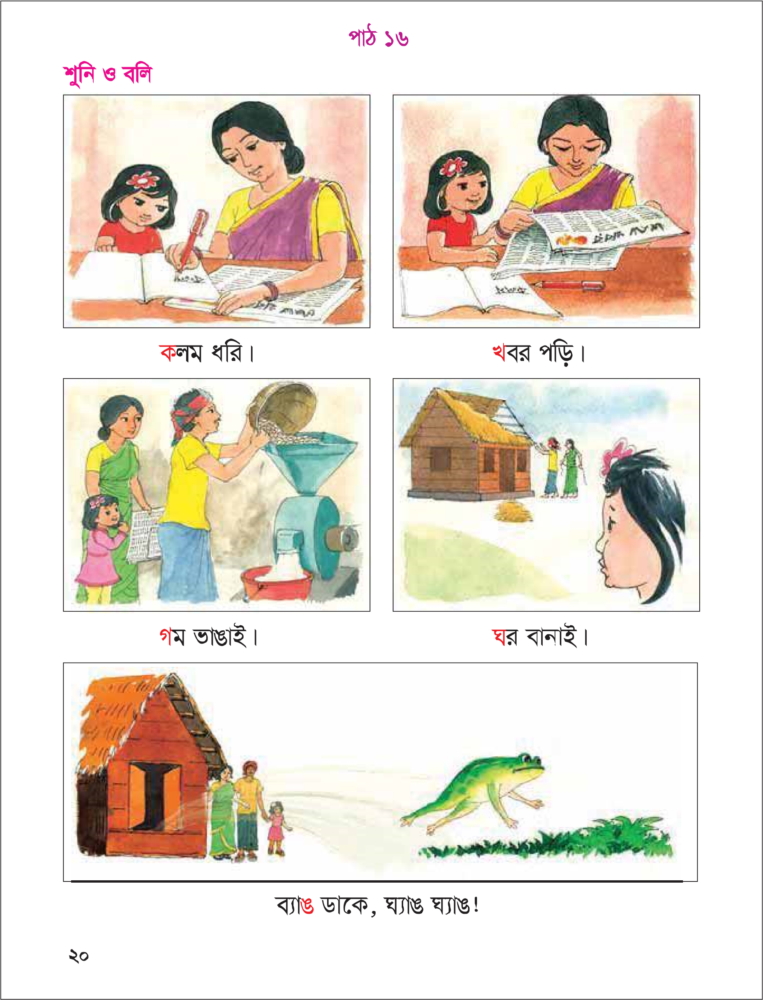 পাঠ ১৬
শুনি ও বলি
কলম ধরি।
খবর পড়ি।
গম ভাঙাই।
ঘর বানাই।
ব্যাঙ ডাকে, ঘ্যাঙ ঘ্যাঙ!
২০